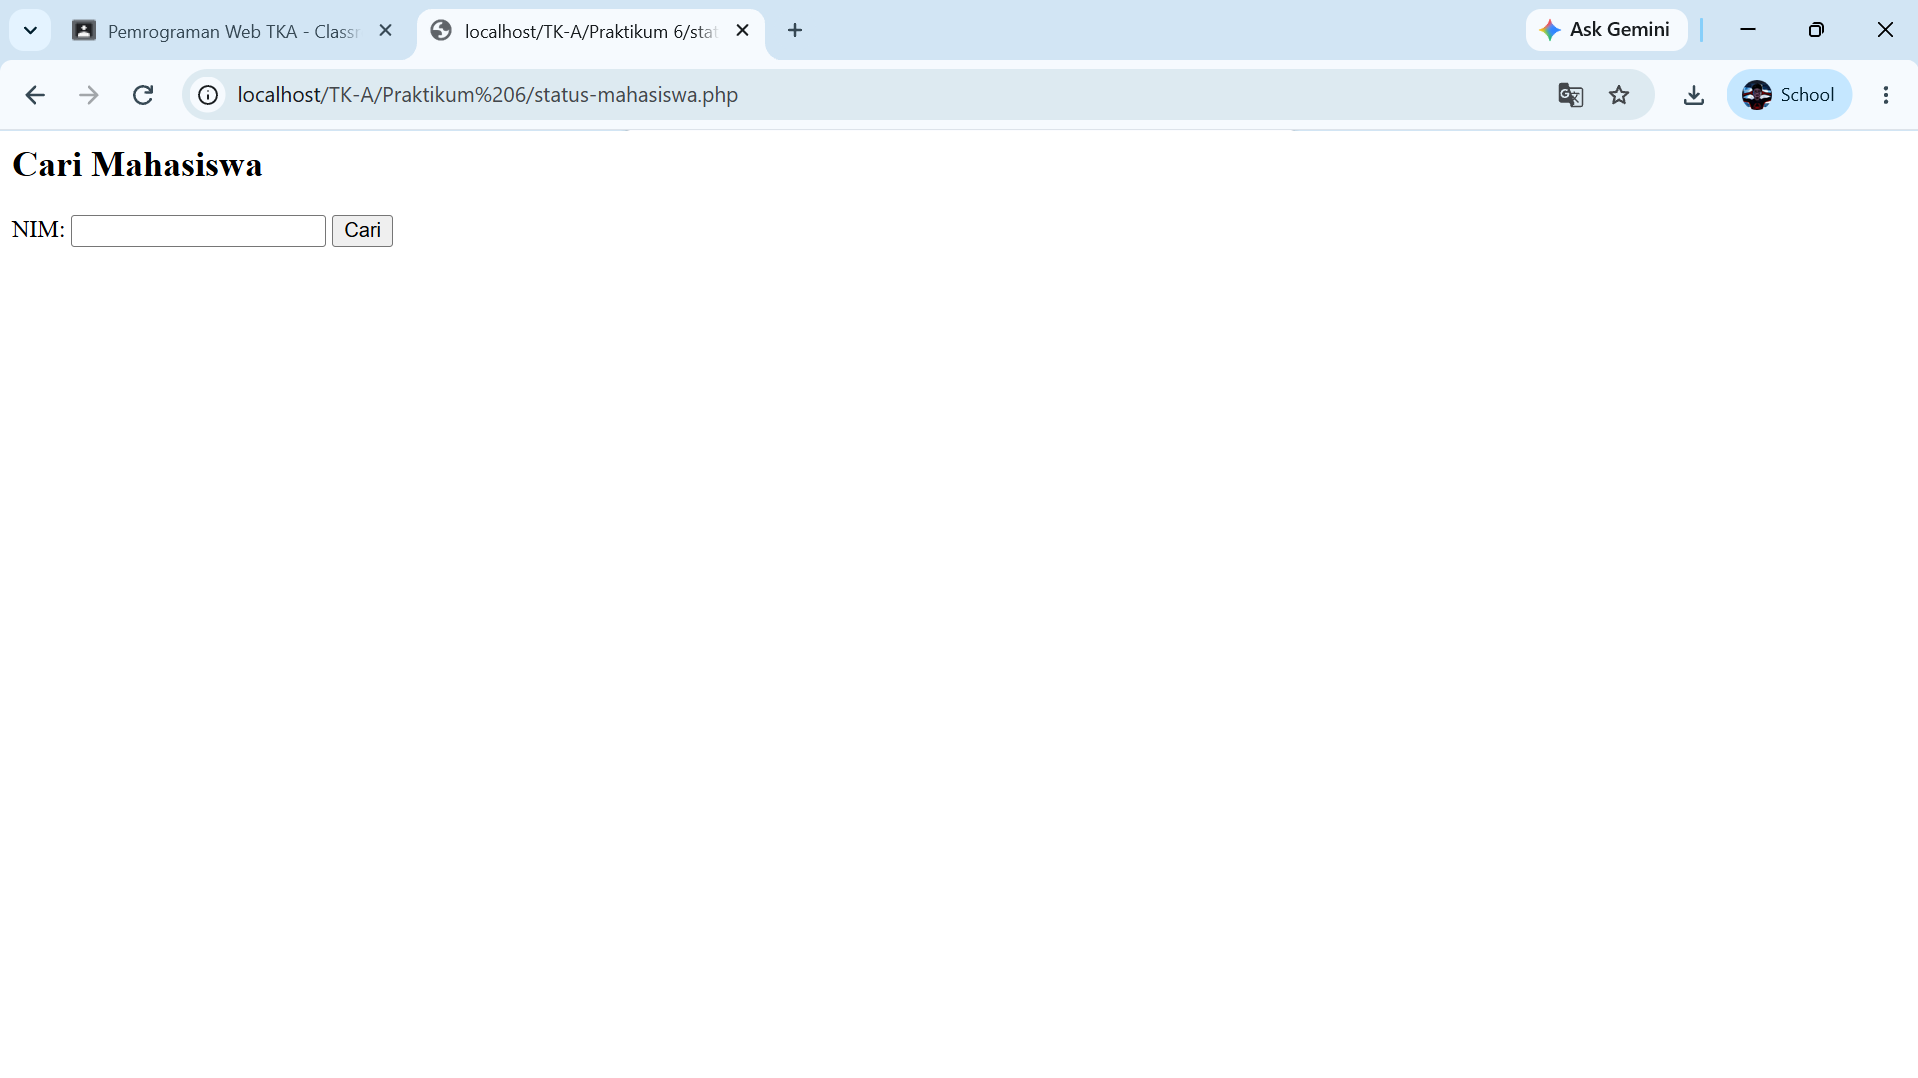 Pemrograman Web TKA - Classr
localhost/TK-A/Praktikum 6/stat
Ask Gemini
localhost/TK-A/Praktikum%206/status-mahasiswa.php
School
Cari Mahasiswa
NIM: Cari